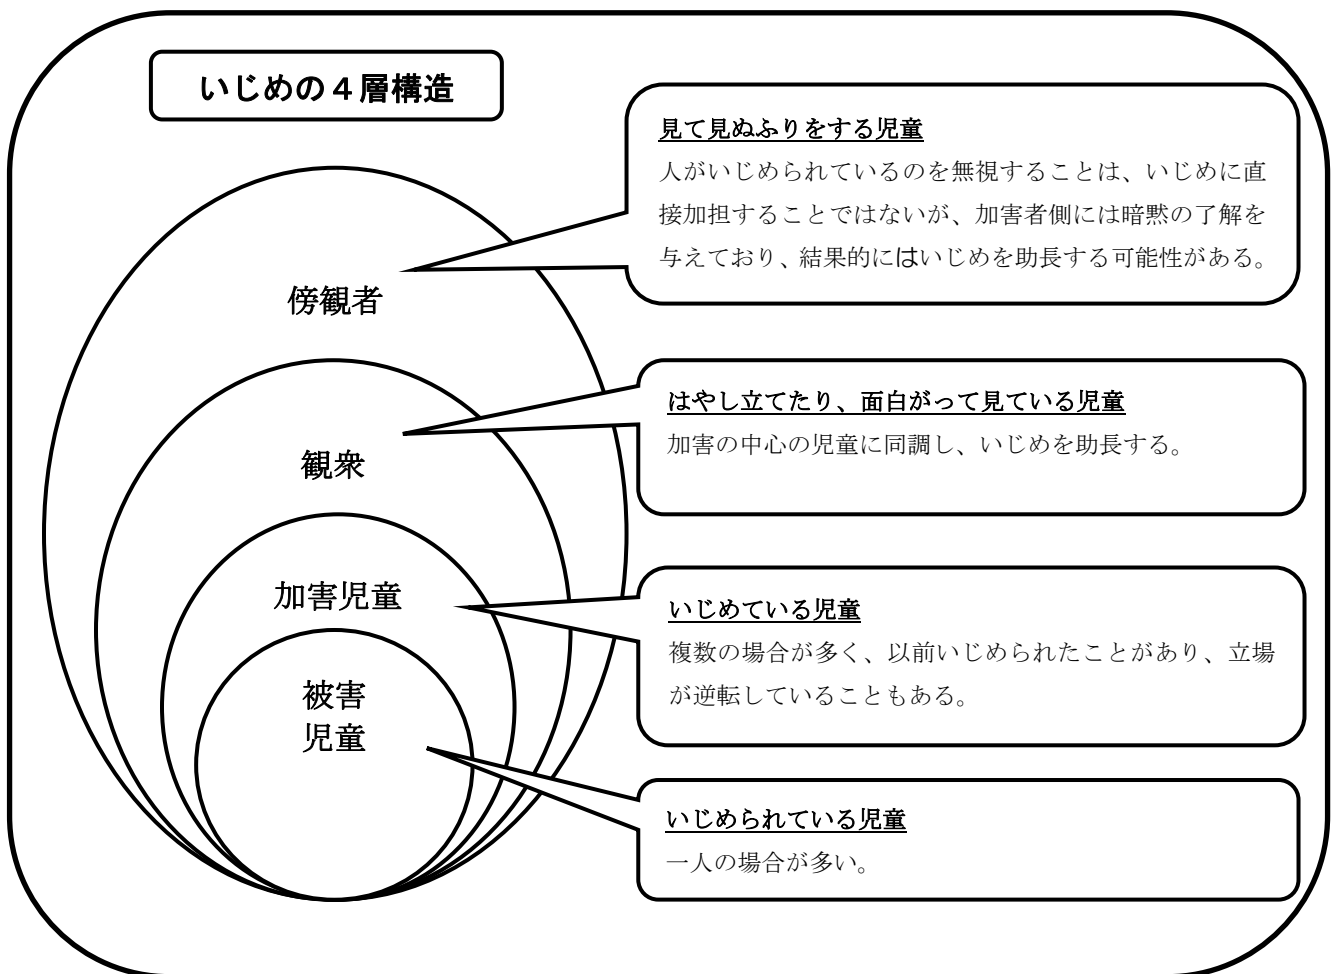 いじめの４層構造
見て見ぬふりをする児童
人がいじめられているのを無視することは、いじめに直
接加担することではないが、加害者側には暗黙の了解を
与えており、結果的にはいじめを助長する可能性がある。
傍観者
はやし立てたり、面白がって見ている児童
加害の中心の児童に同調し、いじめを助長する。
観衆
いじめている児童
複数の場合が多く、以前いじめられたことがあり、立場
が逆転していることもある。
加害児童
被害
児童
いじめられている児童
一人の場合が多い。